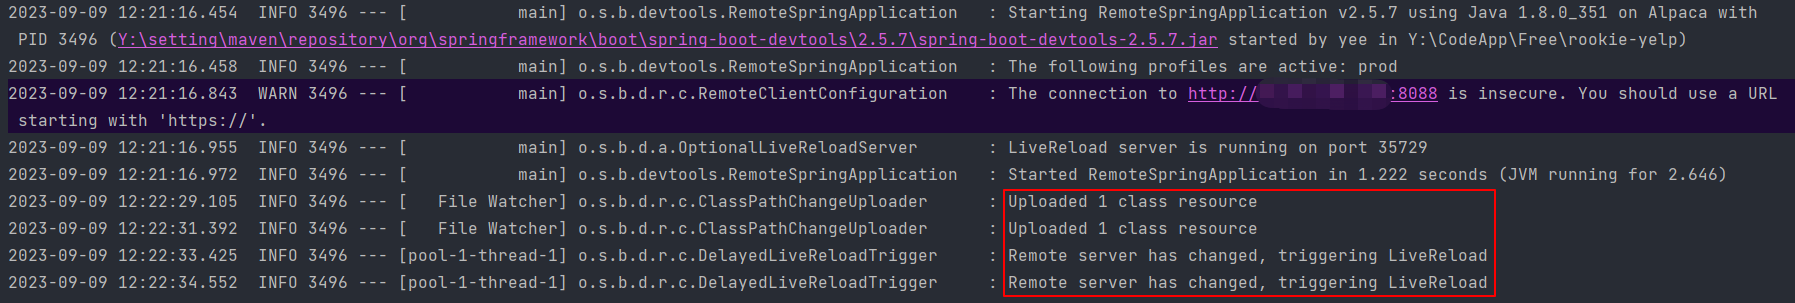 2023-09-09 12:21:16.454  INFO 3496 --- [           main] o.s.b.devtools.RemoteSpringApplication   : Starting RemoteSpringApplication v2.5.7 using Java 1.8.0_351 on Alpaca with
PID 3496 (Y:\setting\maven\repository\org\springframework\boot\spring-boot-devtools\2.5.7\spring-boot-devtools-2.5.7.jar started by yee in Y:\CodeApp\Free\rookie-yelp)
2023-09-09 12:21:16.458  INFO 3496 --- [           main] o.s.b.devtools.RemoteSpringApplication   : The following profiles are active: prod
2023-09-09 12:21:16.843  WARN 3496 --- [           main] o.s.b.d.r.c.RemoteClientConfiguration    : The connection to http:// :8088 is insecure. You should use a URL
starting with 'https://'.
2023-09-09 12:21:16.955  INFO 3496 --- [           main] o.s.b.d.a.OptionalLiveReloadServer       : LiveReload server is running on port 35729
2023-09-09 12:21:16.972  INFO 3496 --- [           main] o.s.b.devtools.RemoteSpringApplication   : Started RemoteSpringApplication in 1.222 seconds (JVM running for 2.646)
2023-09-09 12:22:29.105  INFO 3496 --- [   File Watcher] o.s.b.d.r.c.ClassPathChangeUploader      : Uploaded 1 class resource
2023-09-09 12:22:31.392  INFO 3496 --- [   File Watcher] o.s.b.d.r.c.ClassPathChangeUploader      : Uploaded 1 class resource
2023-09-09 12:22:33.425  INFO 3496 --- [pool-1-thread-1] o.s.b.d.r.c.DelayedLiveReloadTrigger     : Remote server has changed, triggering LiveReload
2023-09-09 12:22:34.552  INFO 3496 --- [pool-1-thread-1] o.s.b.d.r.c.DelayedLiveReloadTrigger     : Remote server has changed, triggering LiveReload